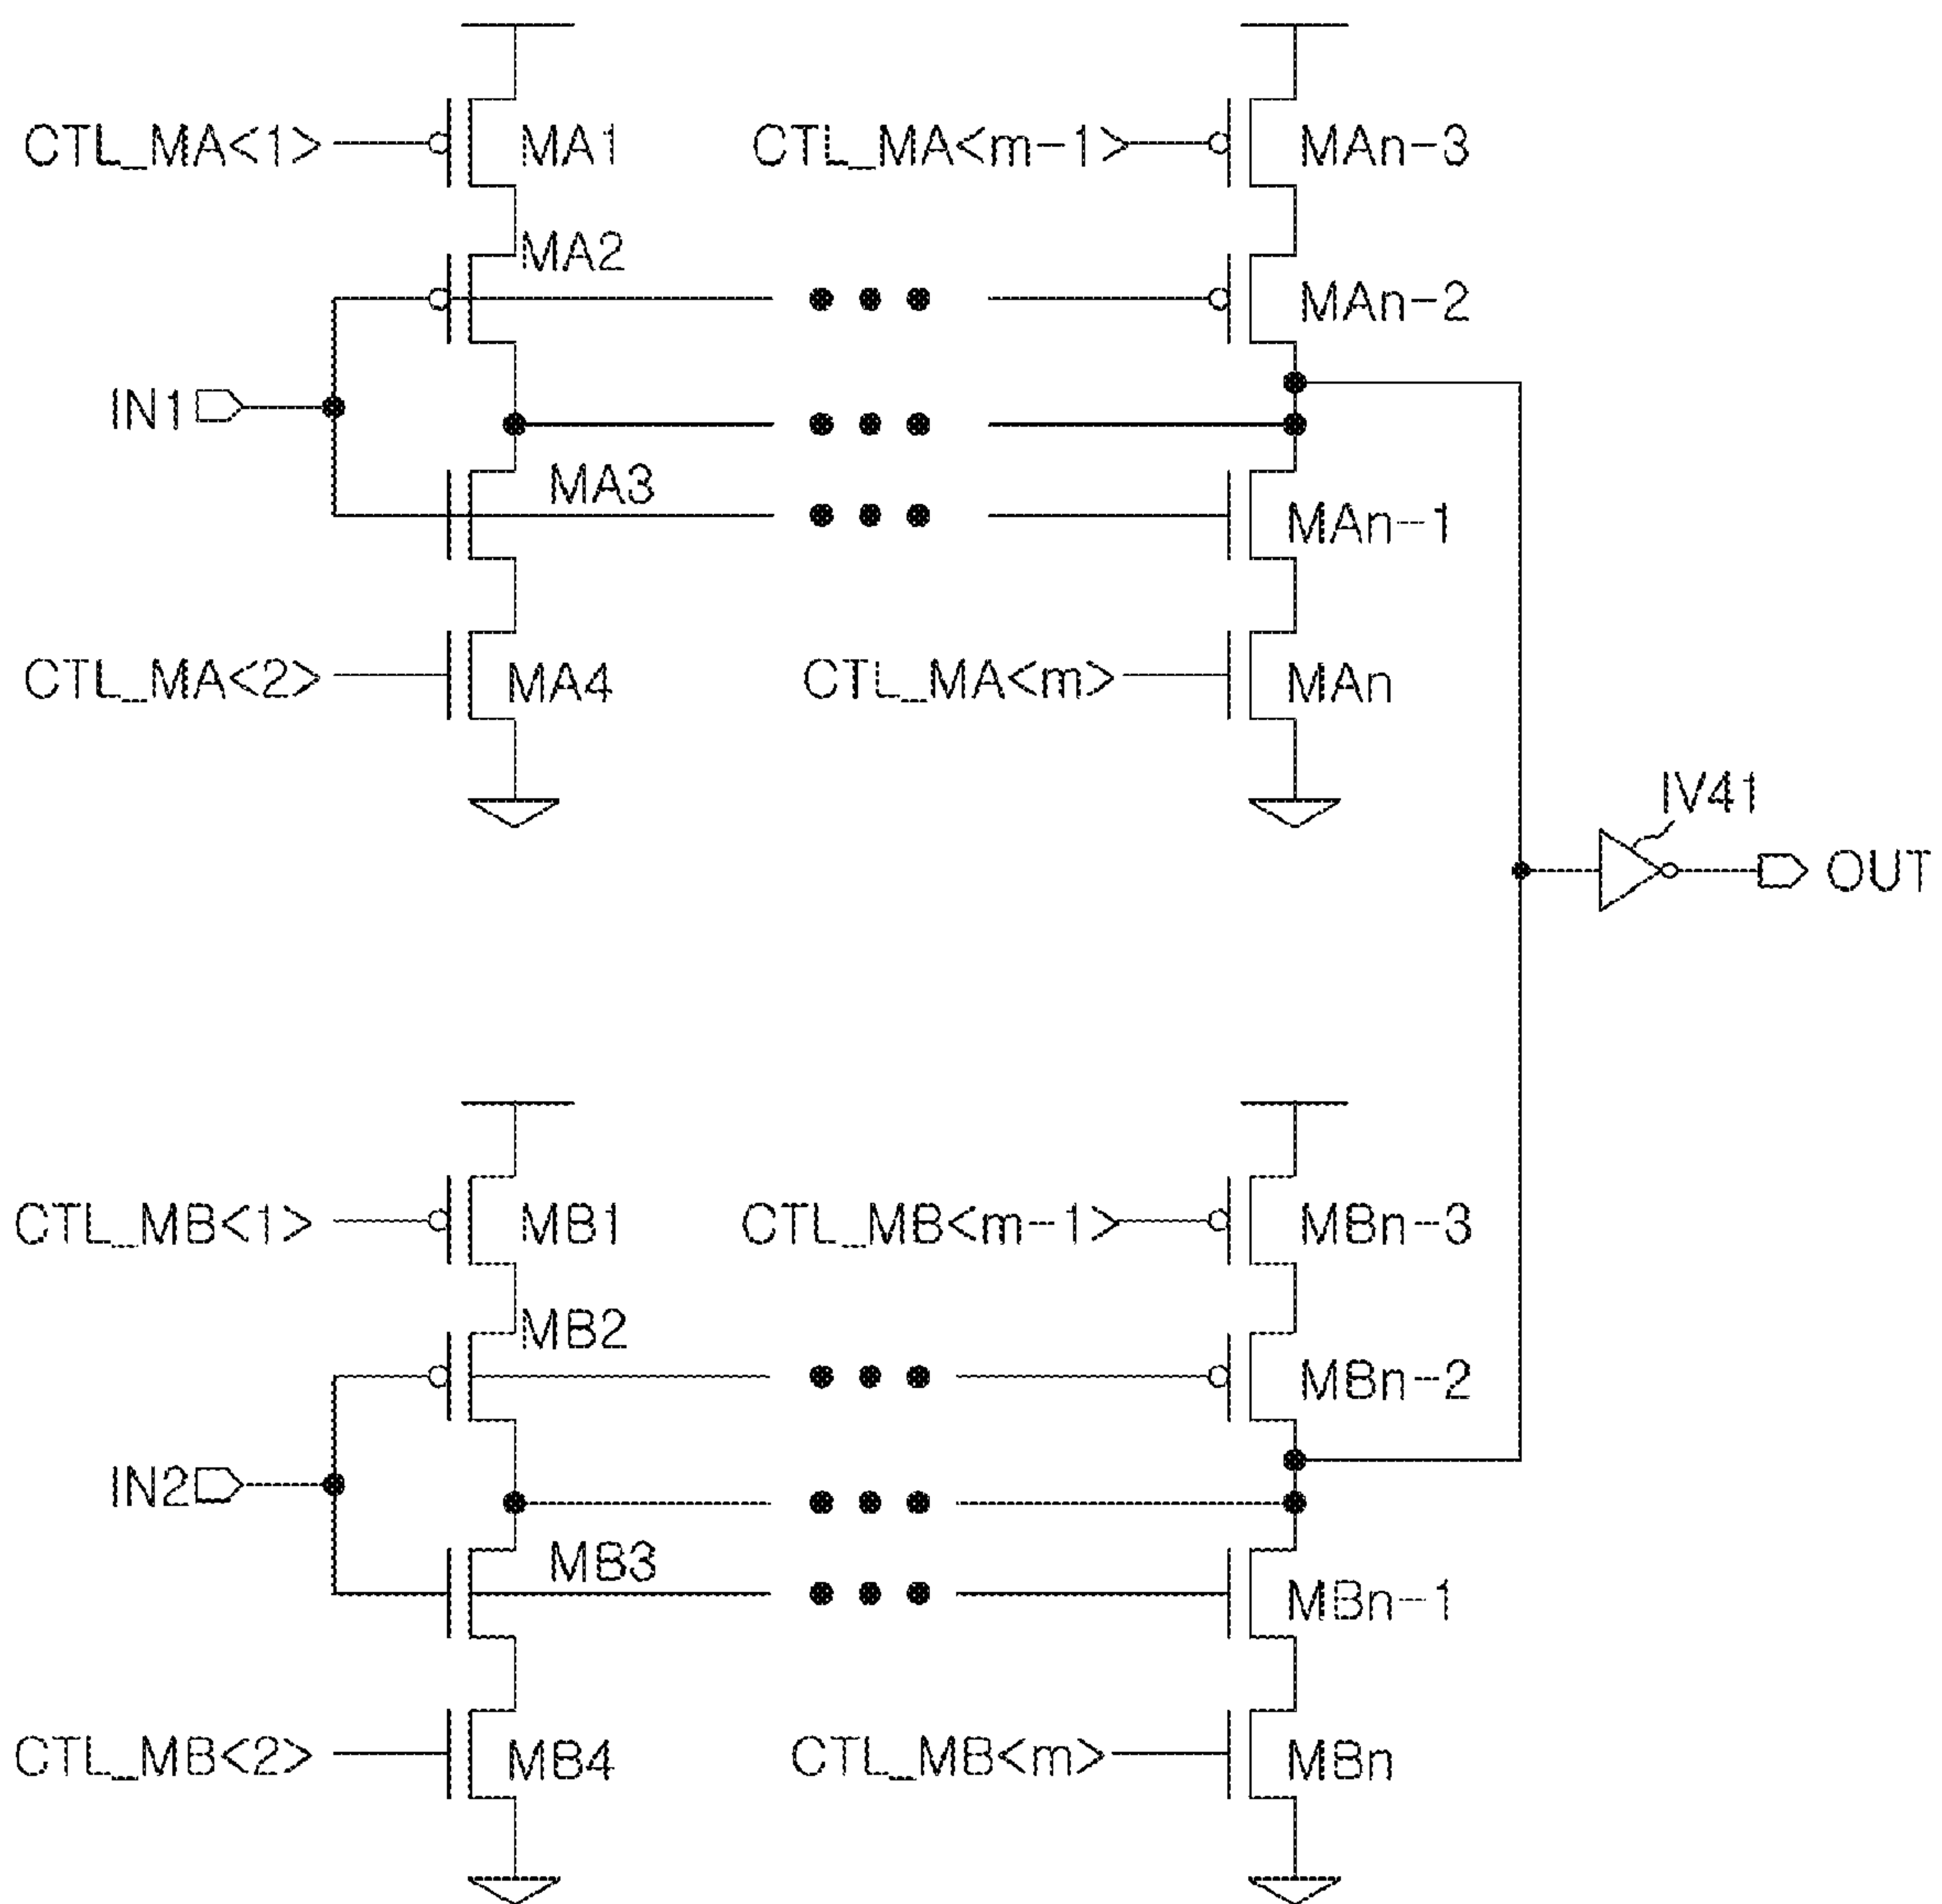 CTL_MA<1>
MA1
CTL_MA<m-1>
MAn-3
MA2
MAn-2
IN1
MA3
MAn-1
CTL_MA<2>
MA4
CTL_MA<m>
MAn
IV41
OUT
CTL_MB<1>
MB1
CTL_MB<m-1>
MBn-3
MB2
MBn-2
IN2
MB3
MBn-1
CTL_MB<2>
MB4
CTL_MB<m>
MBn